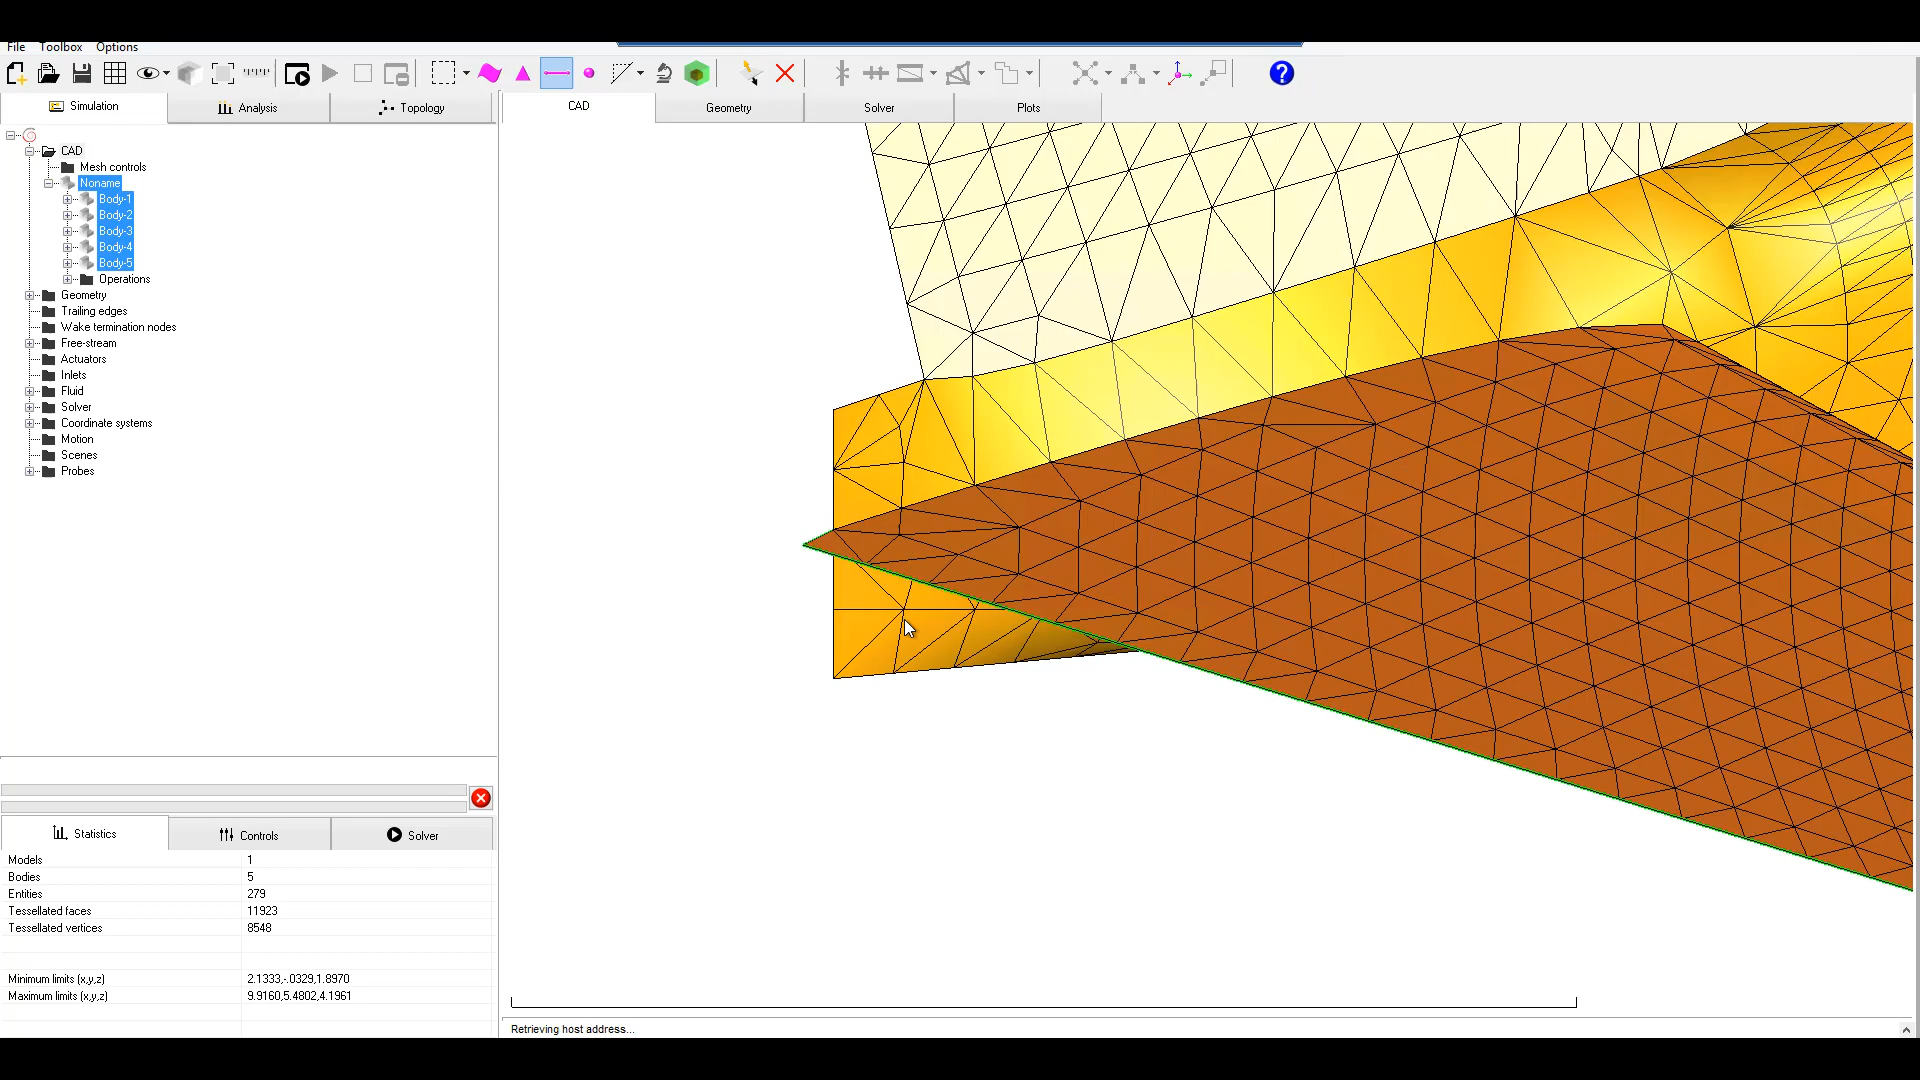 File Toolbox Options
Simulation Analysis Topology
CAD Geometry Solver Plots
CAD
Mesh controls
Noname
Body-1
Body-2
Body-3
Body-4
Body-5
Operations
Geometry
Trailing edges
Wake termination nodes
Free-stream
Actuators
Inlets
Fluid
Solver
Coordinate systems
Motion
Scenes
Probes
Statistics Controls Solver
Models 1
Bodies 5
Entities 279
Tessellated faces 11923
Tessellated vertices 8548
Minimum limits (x,y,z) 2.1333,-.0329,1.8970
Maximum limits (x,y,z) 9.9160,5.4802,4.1961
Retrieving host address...